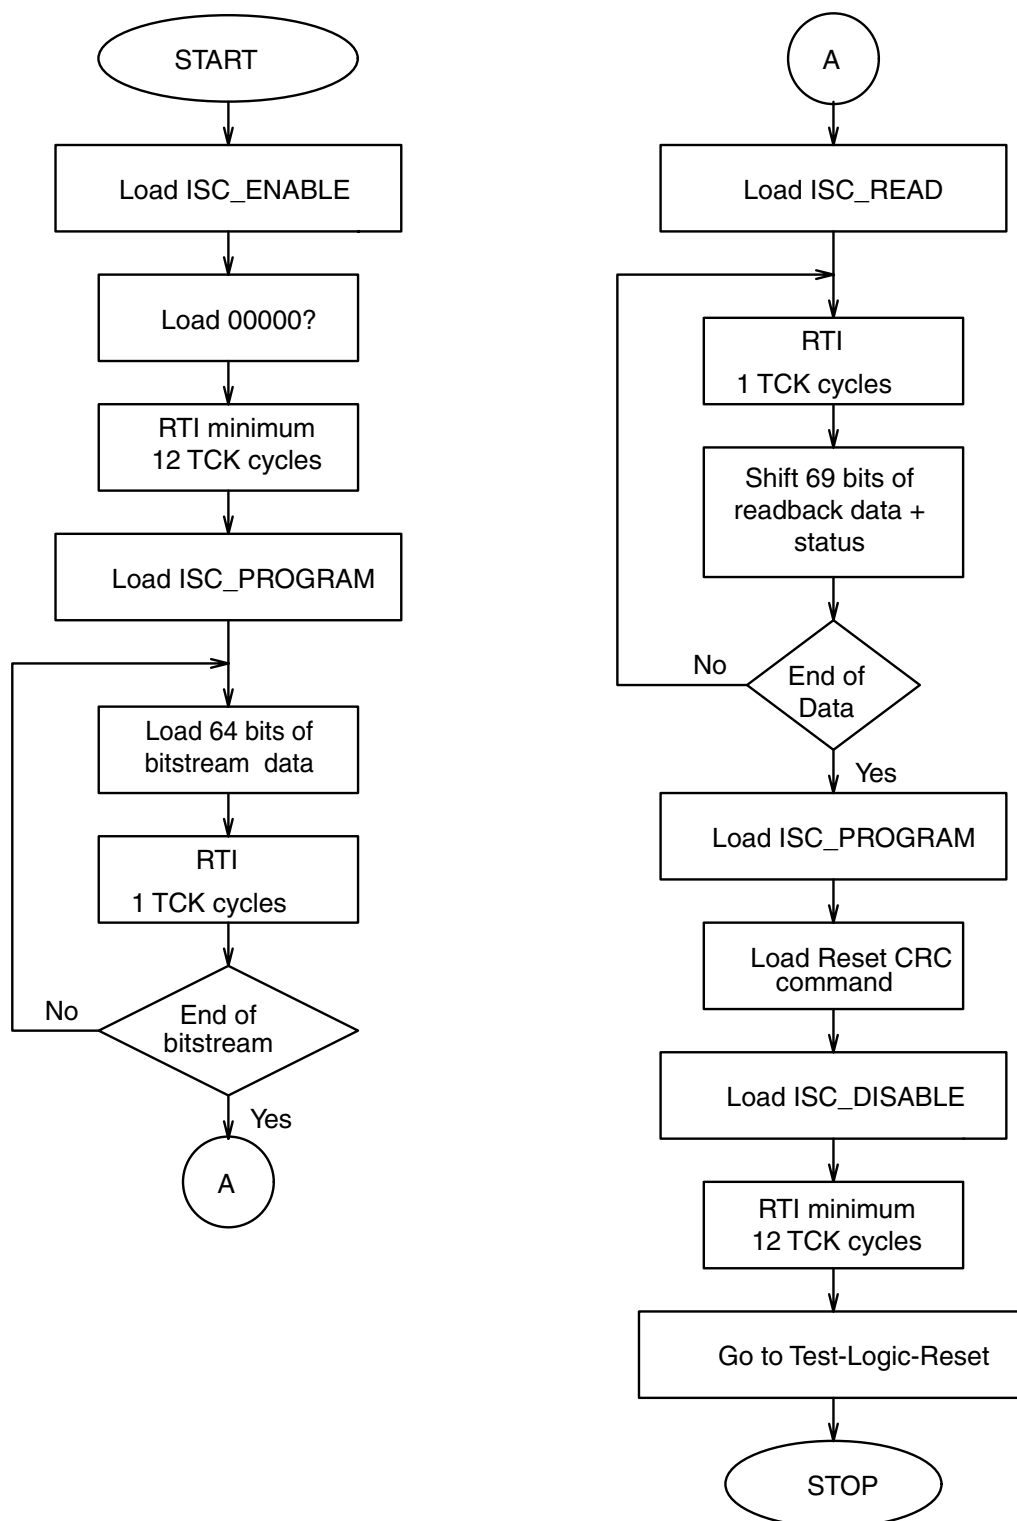 START
Load ISC_ENABLE
Load 00000?
RTI minimum
12 TCK cycles
Load ISC_PROGRAM
Load 64 bits of
bitstream data
RTI
1 TCK cycles
No
End of
bitstream
Yes
A
A
Load ISC_READ
RTI
1 TCK cycles
Shift 69 bits of
readback data +
status
No
End of
Data
Yes
Load ISC_PROGRAM
Load Reset CRC
command
Load ISC_DISABLE
RTI minimum
12 TCK cycles
Go to Test-Logic-Reset
STOP